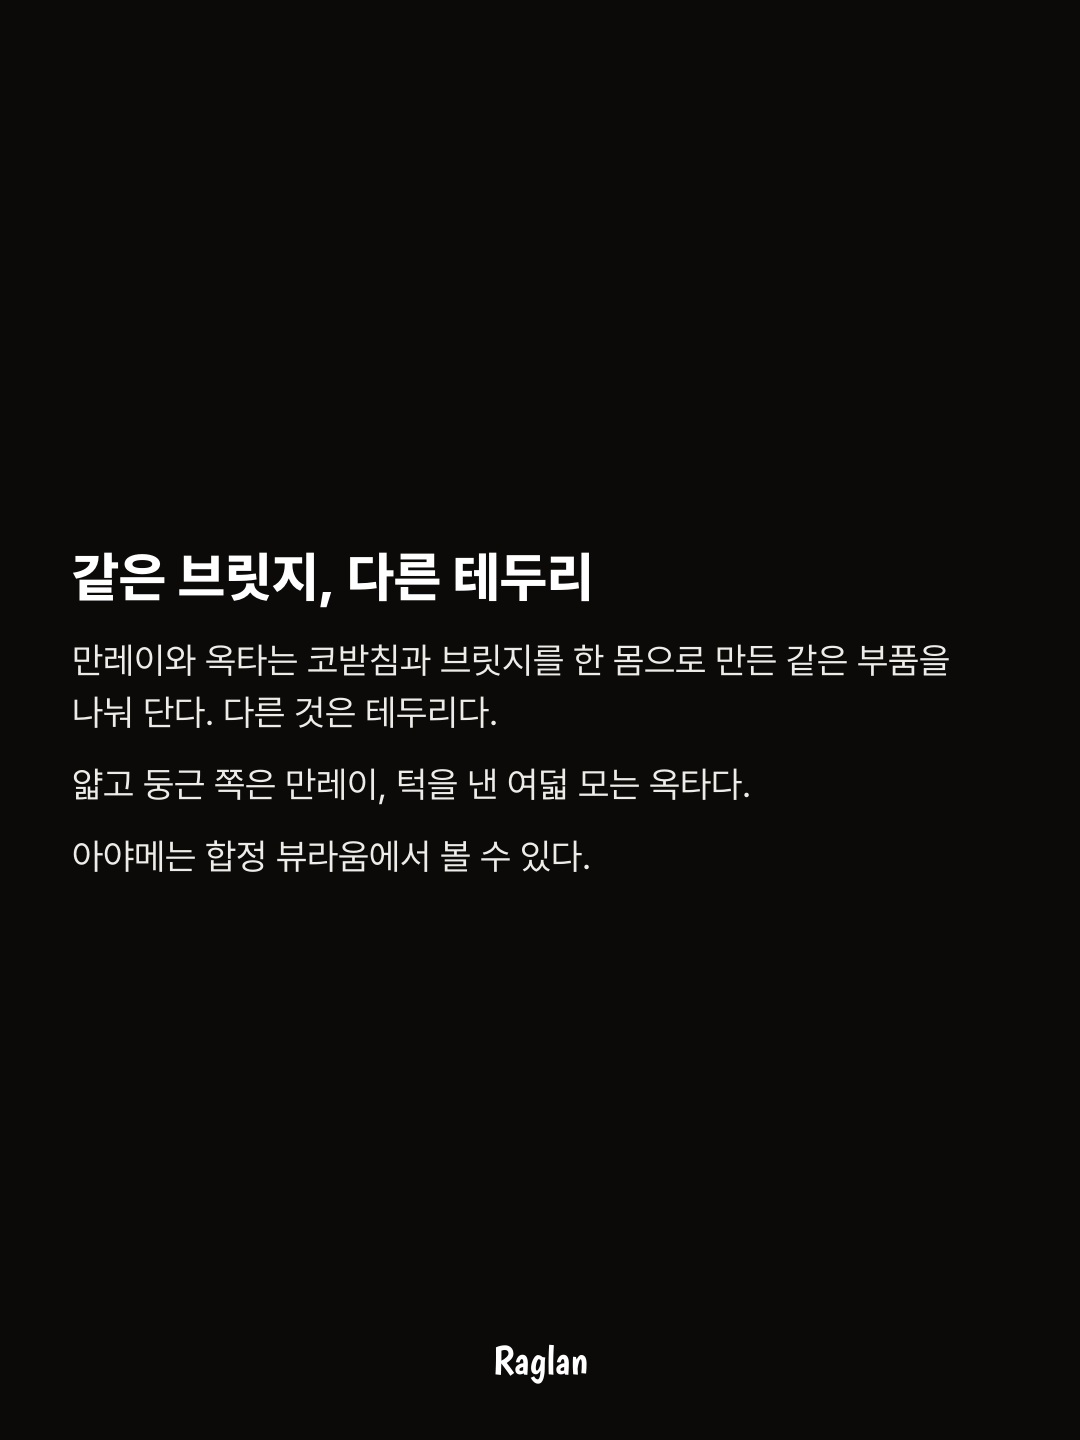 같은 브릿지, 다른 테두리
만레이와 옥타는 코받침과 브릿지를 한 몸으로 만든 같은 부품을
나눠 단다. 다른 것은 테두리다.
얇고 둥근 쪽은 만레이, 턱을 낸 여덟 모는 옥타다.
아야메는 합정 뷰라움에서 볼 수 있다.
Raglan